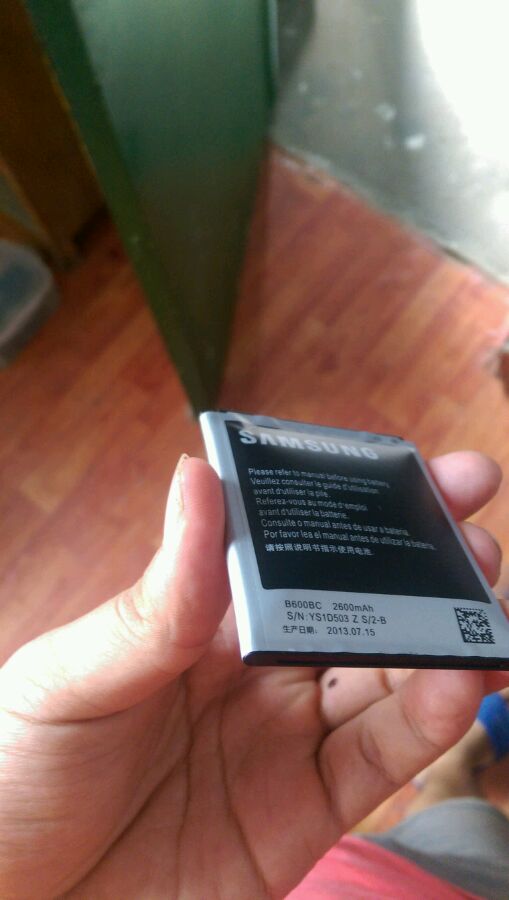 SAMSUNG
Please refer to manual before using battery.
Veuillez consulter le guide d'utilisation
avant d'utiliser la pile.
Referez-vous au mode d'emploi
avant d'utiliser la batterie.
Consulte o manual antes de usar a bateria.
Por favor lea el manual antes de utilizar la bateria.
请按照说明书指示使用电池
B600BC 2600mAh
S/N:YS1D503 Z S/2-B
生产日期: 2013.07.15